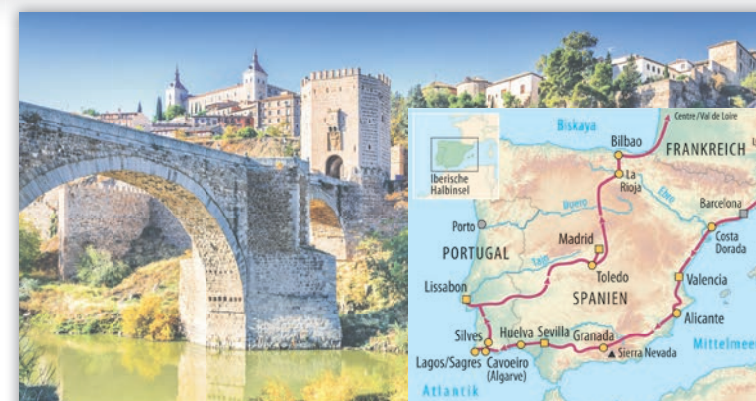 Centre/Val de Loire
Biskaya
Bilbao
FRANKREICH
Iberische
Halbinsel
La
Rioja
Ebro
Barcelona
Duero
Porto
Costa
Dorada
Madrid
PORTUGAL
Tajo
Toledo
Valencia
Lissabon
SPANIEN
Alicante
Silves
Huelva
Sevilla
Granada
Mittelmee
Sierra Nevada
Lagos/Sagres
Cavoeiro
(Algarve)
Atlantik